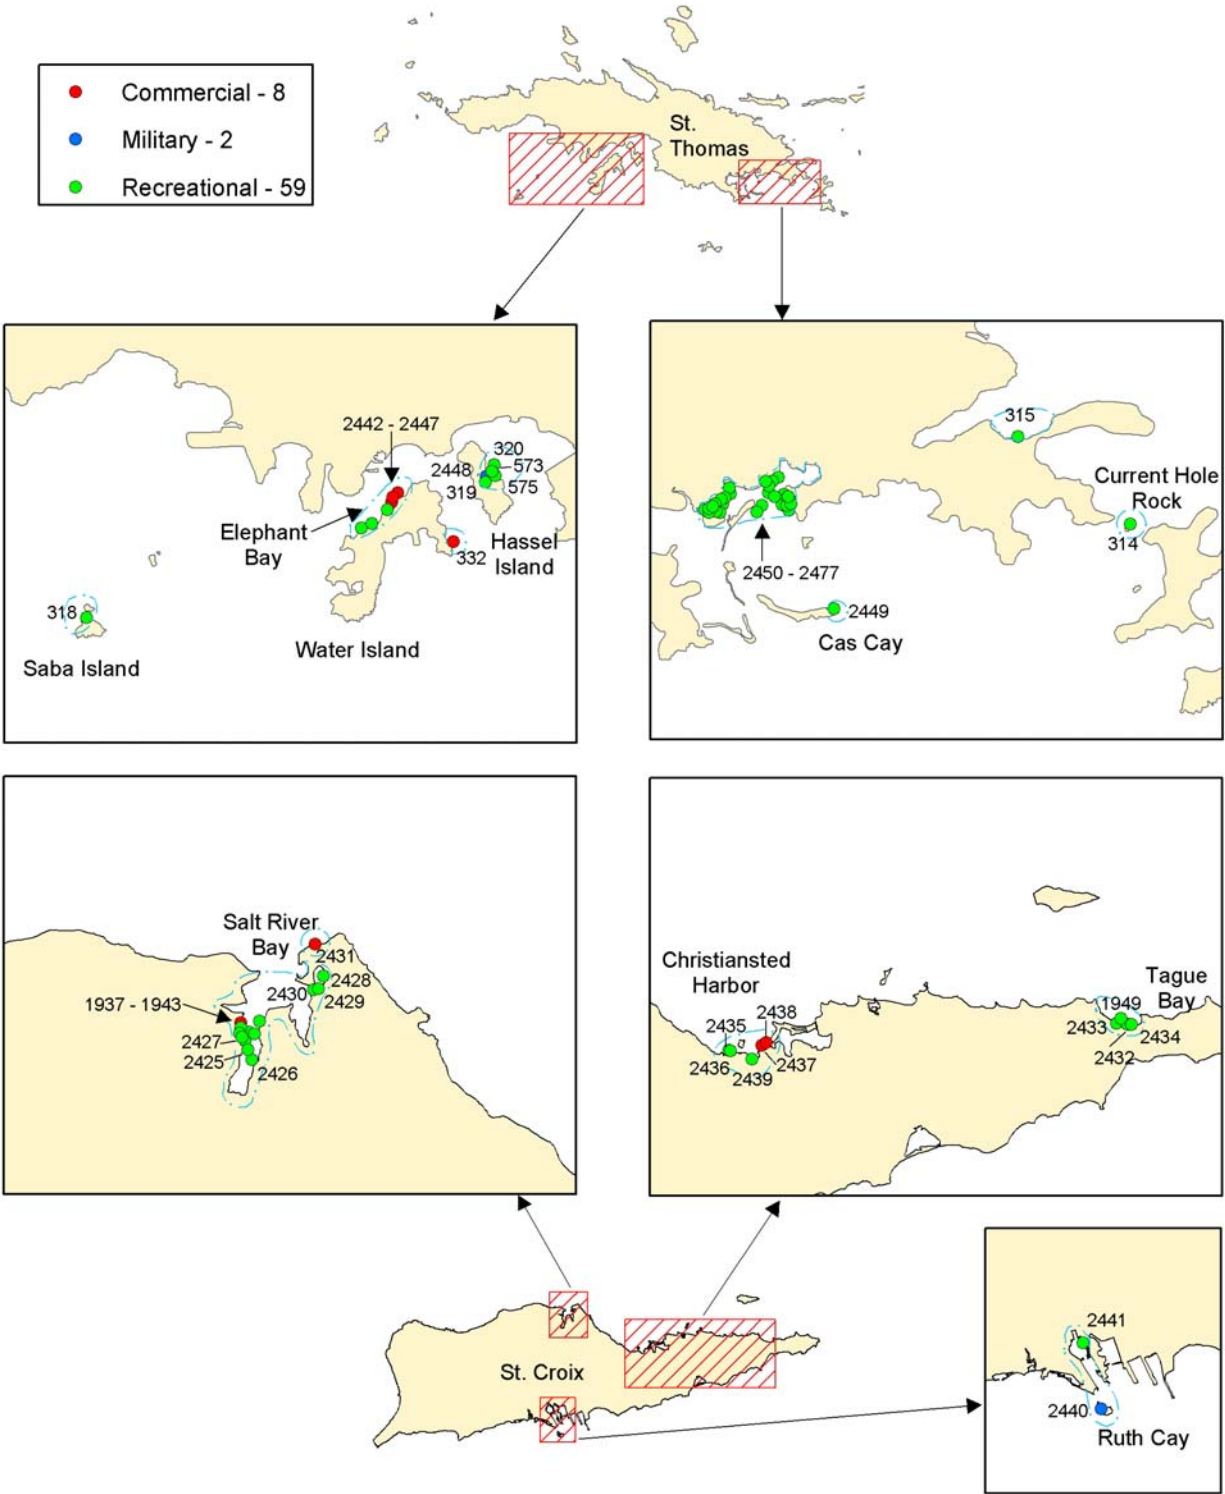 Commercial - 8
Military - 2
Recreational - 59
St.
Thomas
2442 - 2447
320
573
2448
319
575
Elephant
Bay
332
Hassel
Island
318
Saba Island
Water Island
315
Current Hole
Rock
314
2450 - 2477
2449
Cas Cay
Salt River
Bay
2431
2428
2430
2429
1937 - 1943
2427
2425
2426
Christiansted
Harbor
2438
2435
2436
2437
2439
Tague
Bay
1949
2433
2434
2432
St. Croix
2441
2440
Ruth Cay